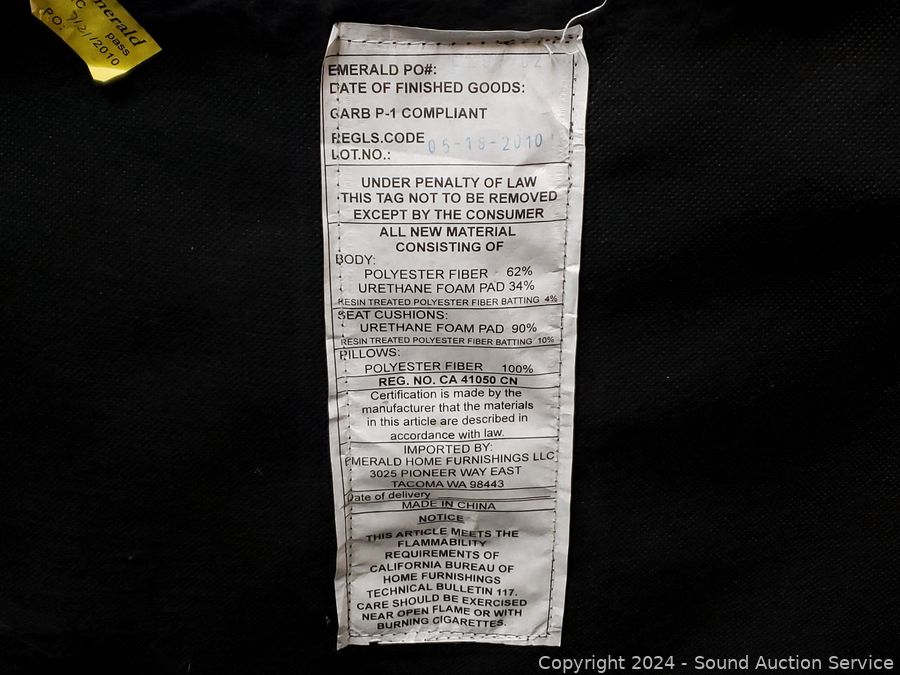 Emerald
pass
P.O:
2010
EMERALD PO#:
DATE OF FINISHED GOODS:
CARB P-1 COMPLIANT
REGLS.CODE
05-18-2010
LOT.NO.:
UNDER PENALTY OF LAW
THIS TAG NOT TO BE REMOVED
EXCEPT BY THE CONSUMER
ALL NEW MATERIAL
CONSISTING OF
BODY:
POLYESTER FIBER 62%
URETHANE FOAM PAD 34%
RESIN TREATED POLYESTER FIBER BATTING 4%
SEAT CUSHIONS:
URETHANE FOAM PAD 90%
RESIN TREATED POLYESTER FIBER BATTING 10%
PILLOWS:
POLYESTER FIBER 100%
REG. NO. CA 41050 CN
Certification is made by the
manufacturer that the materials
in this article are described in
accordance with law.
IMPORTED BY:
EMERALD HOME FURNISHINGS LLC
3025 PIONEER WAY EAST
TACOMA WA 98443
Date of delivery
MADE IN CHINA
NOTICE
THIS ARTICLE MEETS THE
FLAMMABILITY
REQUIREMENTS OF
CALIFORNIA BUREAU OF
HOME FURNISHINGS
TECHNICAL BULLETIN 117.
CARE SHOULD BE EXERCISED
NEAR OPEN FLAME OR WITH
BURNING CIGARETTES.
Copyright 2024 - Sound Auction Service